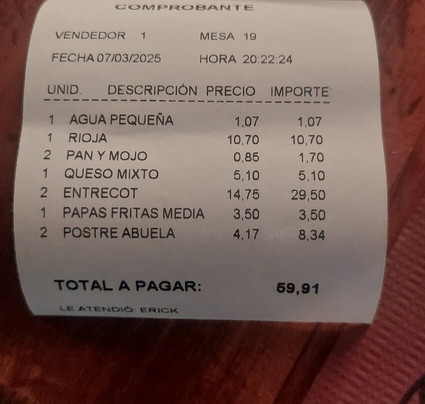 COMPROBANTE
VENDEDOR 1 MESA 19
FECHA 07/03/2025 HORA 20:22:24
UNID. DESCRIPCIÓN PRECIO IMPORTE
1 AGUA PEQUEÑA 1,07 1,07
1 RIOJA 10,70 10,70
2 PAN Y MOJO 0,85 1,70
1 QUESO MIXTO 5,10 5,10
2 ENTRECOT 14,75 29,50
1 PAPAS FRITAS MEDIA 3,50 3,50
2 POSTRE ABUELA 4,17 8,34
TOTAL A PAGAR: 59,91
LE ATENDIÓ: ERICK